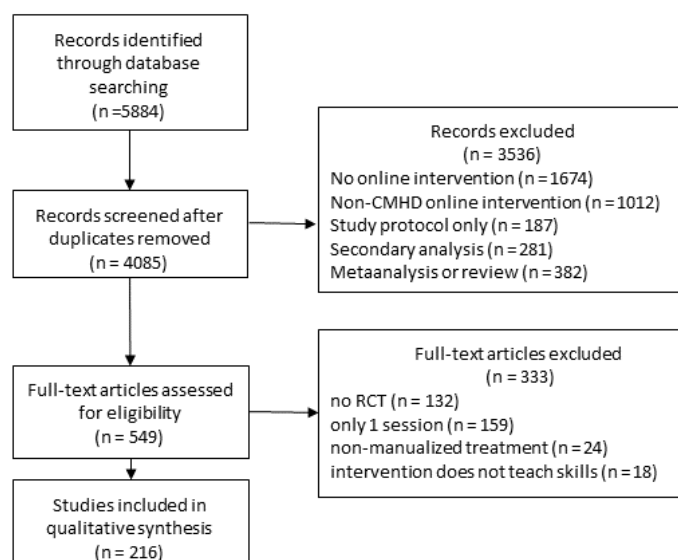 Records identified
through database
searching
(n =5884)
Records excluded
(n = 3536)
No online intervention (n = 1674)
Non-CMHD online intervention (n = 1012)
Study protocol only (n = 187)
Secondary analysis (n = 281)
Metaanalysis or review (n = 382)
Records screened after
duplicates removed
(n = 4085)
Full-text articles excluded
(n = 333)
no RCT (n = 132)
only 1 session (n = 159)
non-manualized treatment (n = 24)
intervention does not teach skills (n = 18)
Full-text articles assessed
for eligibility
(n = 549)
Studies included in
qualitative synthesis
(n = 216)